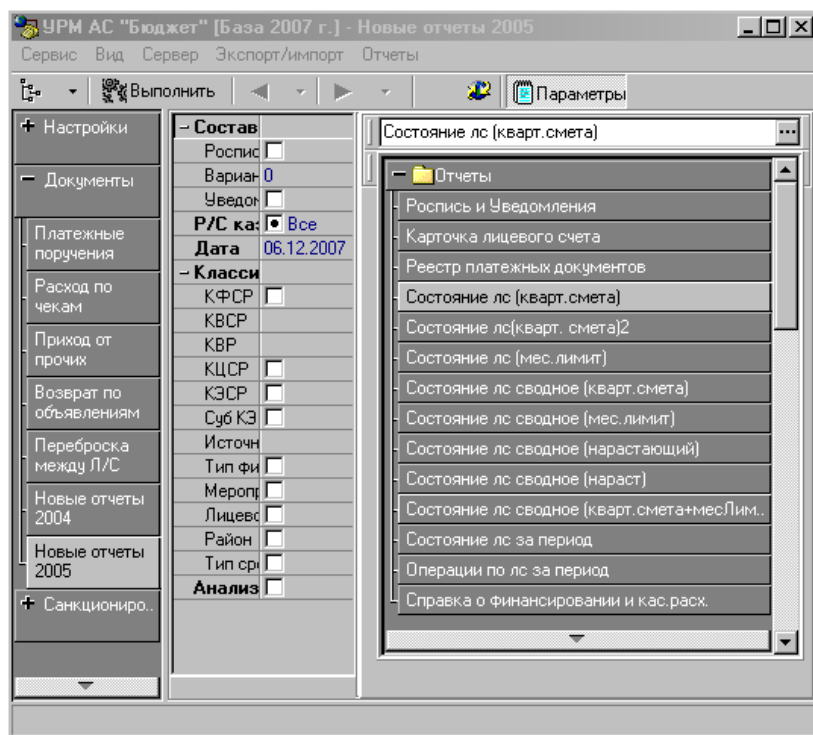 УРМ АС "Бюджет" [База 2007 г.] - Новые отчеты 2005
Сервис Вид Сервер Экспорт/импорт Отчеты
Выполнить Параметры
Настройки
Документы
Платежные
поручения
Расход по
чекам
Приход от
прочих
Возврат по
объявлениям
Переброска
между Л/С
Новые отчеты
2004
Новые отчеты
2005
Санкциониро..
Состав
Роспис
Вариан 0
Уведом
Р/С каз Все
Дата 06.12.2007
Класси
КФСР
КВСР
КВР
КЦСР
КЭСР
Суб КЭ
Источн
Тип фи
Меропр
Лицево
Район
Тип сре
Анализ
Состояние лс (кварт.смета) ...
Отчеты
Роспись и Уведомления
Карточка лицевого счета
Реестр платежных документов
Состояние лс (кварт.смета)
Состояние лс(кварт. смета)2
Состояние лс (мес.лимит)
Состояние лс сводное (кварт.смета)
Состояние лс сводное (мес.лимит)
Состояние лс сводное (нарастающий)
Состояние лс сводное (нараст)
Состояние лс сводное (кварт.смета+месЛим..
Состояние лс за период
Операции по лс за период
Справка о финансировании и кас.расх.